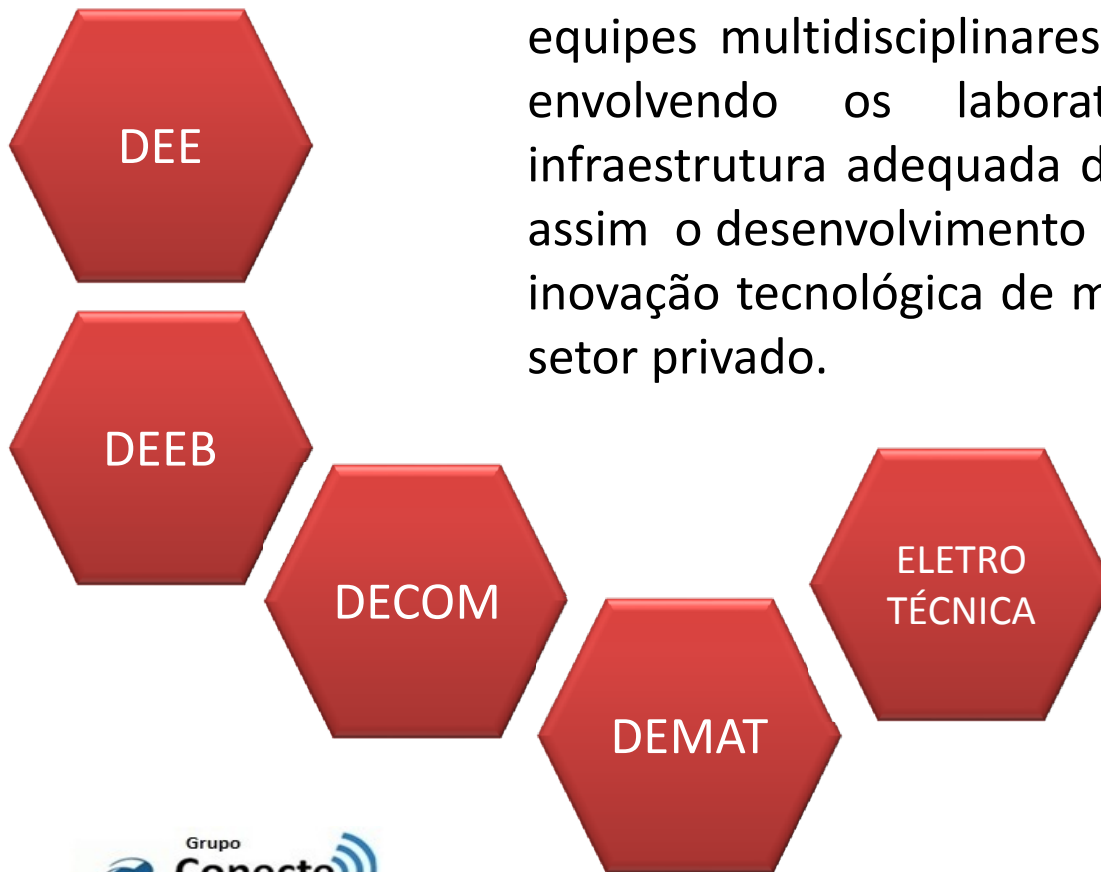 equipes multidisciplinares
envolvendo os
infraestrutura adequada
assim o desenvolvimento
inovação tecnológica de
setor privado.
DEE
DEEB
DECOM
DEMAT
ELETRO
TÉCNICA
Grupo
Conecte